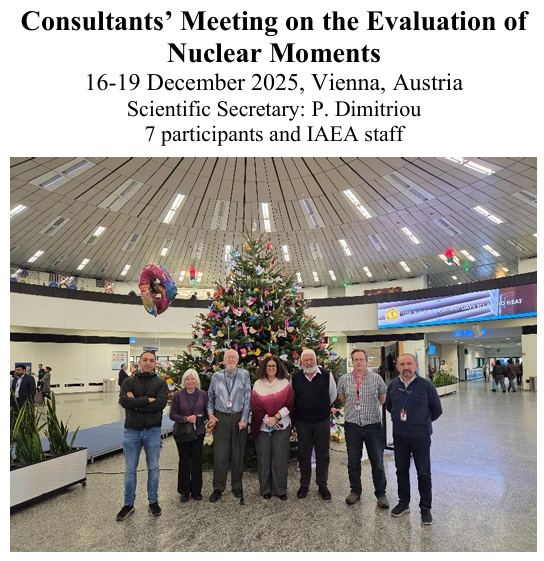 Consultants’ Meeting on the Evaluation of
Nuclear Moments
16-19 December 2025, Vienna, Austria
Scientific Secretary: P. Dimitriou
7 participants and IAEA staff
HEAT